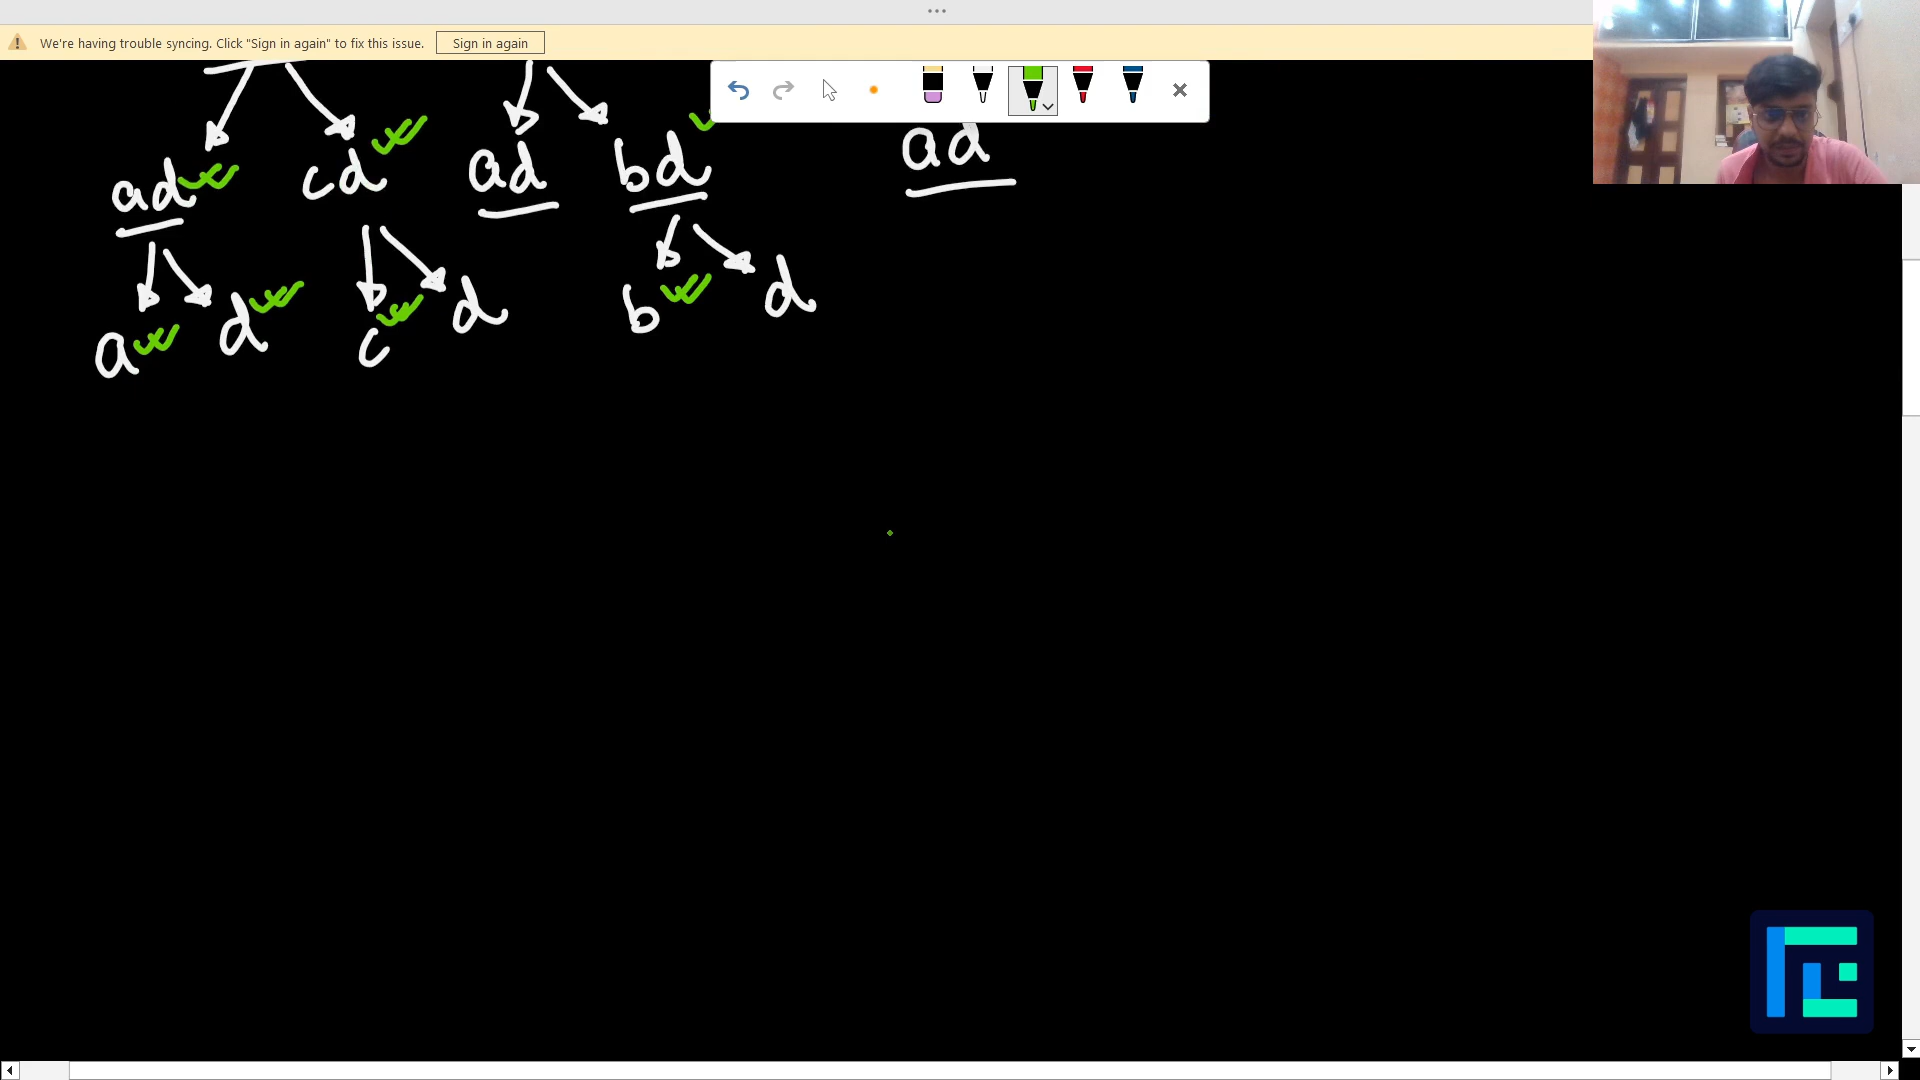 We're having trouble syncing. Click "Sign in again" to fix this issue. Sign in again
ad cd ad bd ad
a d c d b d